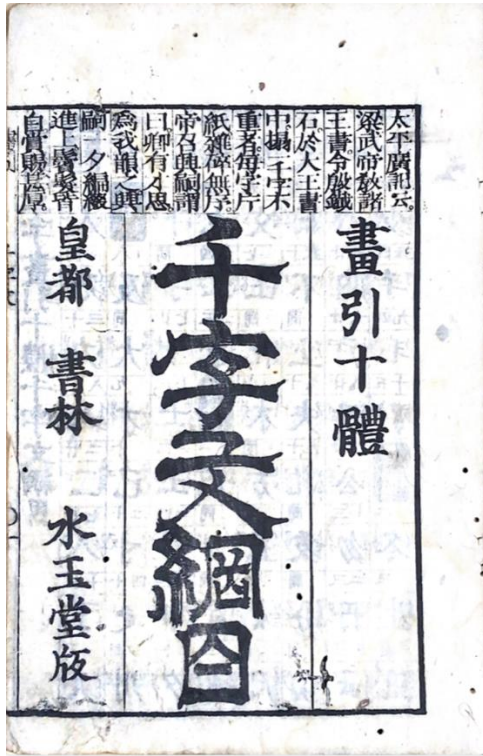 太平廣記云。
梁武帝教諸
王書令殷鐵
石於大王書
中搨一千字不
重者每字片
紙雜碎無序
帝召興嗣謂
曰卿有才思
為我韻之興
嗣一夕編綴
進上鬢髮皆
白賞賜甚厚。
畫引十體
千字文綱目
皇都 書林 水玉堂版